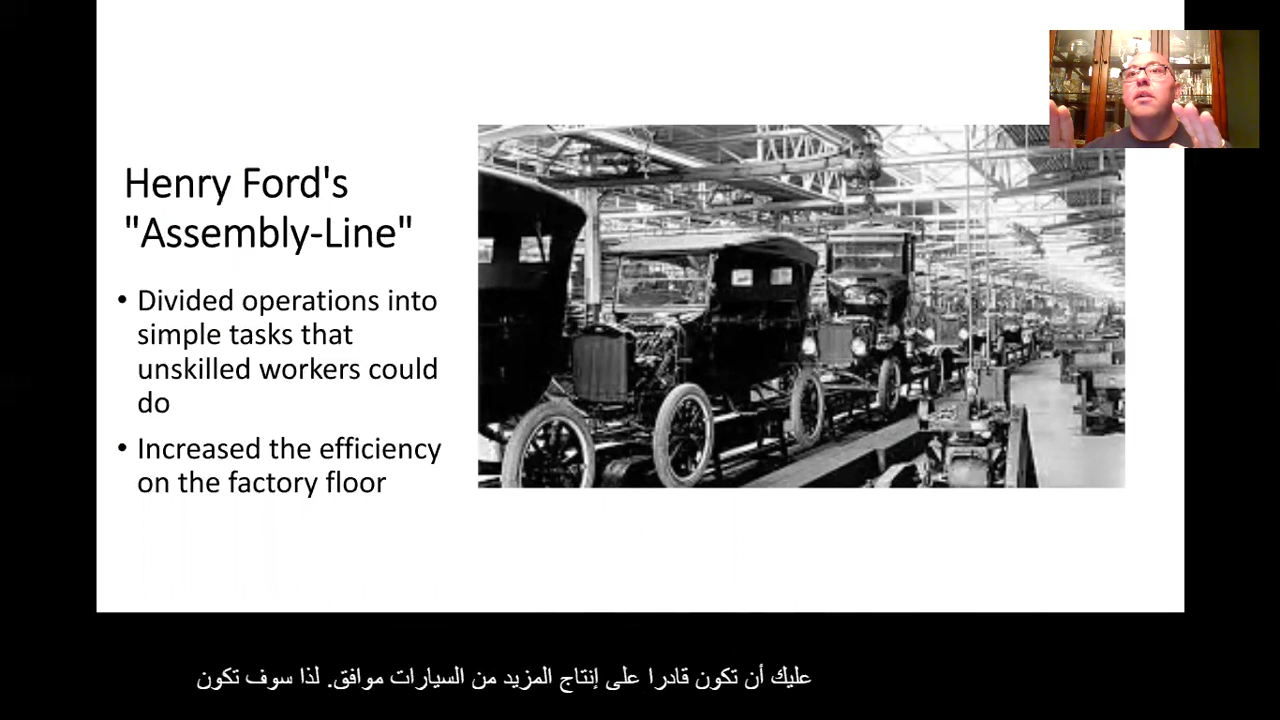 Henry Ford's
"Assembly-Line"
• Divided operations into
simple tasks that
unskilled workers could
do
• Increased the efficiency
on the factory floor
عليك أن تكون قادرا على إنتاج المزيد من السيارات موافق. لذا سوف تكون